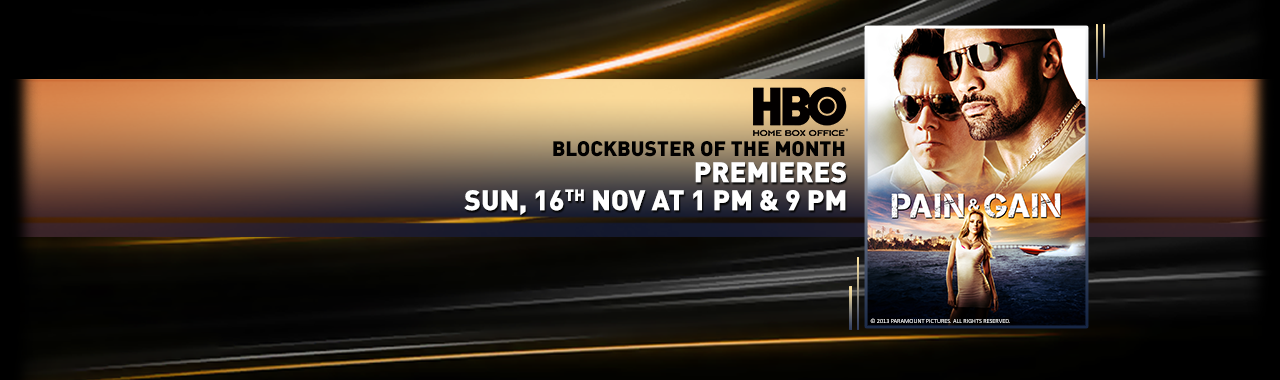 HBO®
HOME BOX OFFICE®
BLOCKBUSTER OF THE MONTH
PREMIERES
SUN, 16TH NOV AT 1 PM & 9 PM
PAIN & GAIN
© 2013 PARAMOUNT PICTURES. ALL RIGHTS RESERVED.